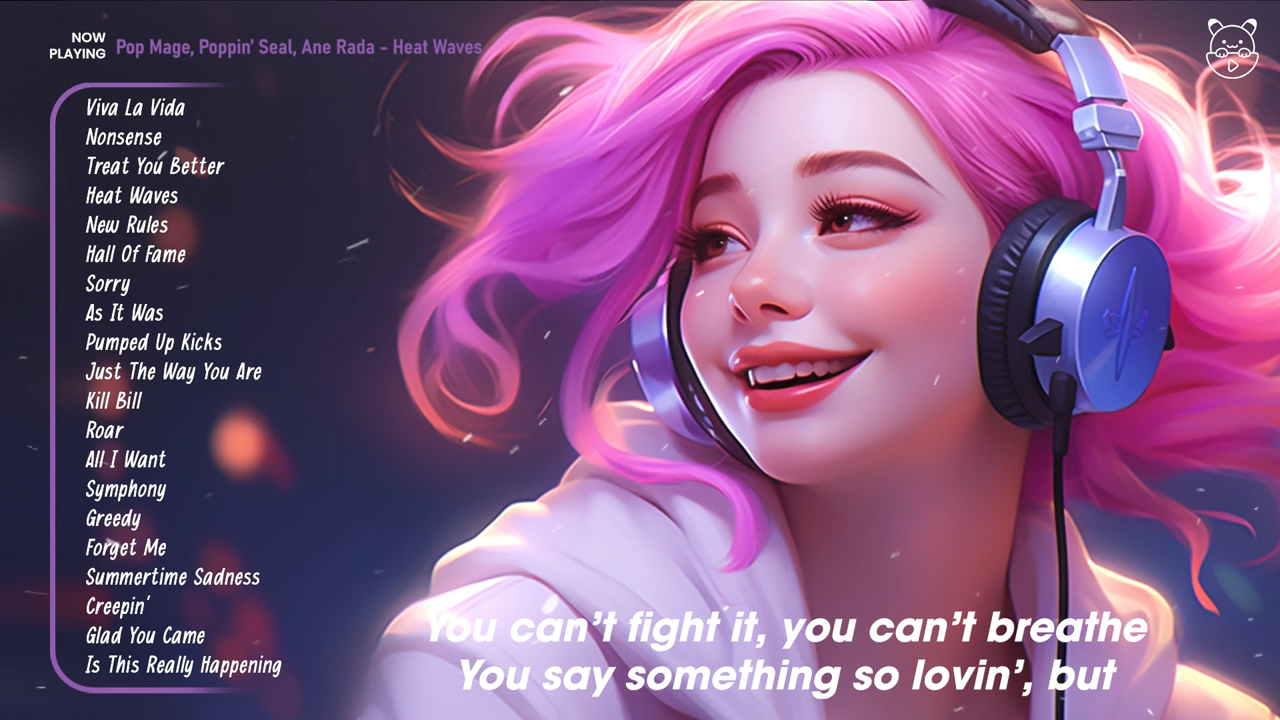 NOW
PLAYING
Pop Mage, Poppin' Seal, Ane Rada - Heat Waves
Viva La Vida
Nonsense
Treat You Better
Heat Waves
New Rules
Hall Of Fame
Sorry
As It Was
Pumped Up Kicks
Just The Way You Are
Kill Bill
Roar
All I Want
Symphony
Greedy
Forget Me
Summertime Sadness
Creepin'
Glad You Came
Is This Really Happening
You can't fight it, you can't breathe
You say something so lovin', but